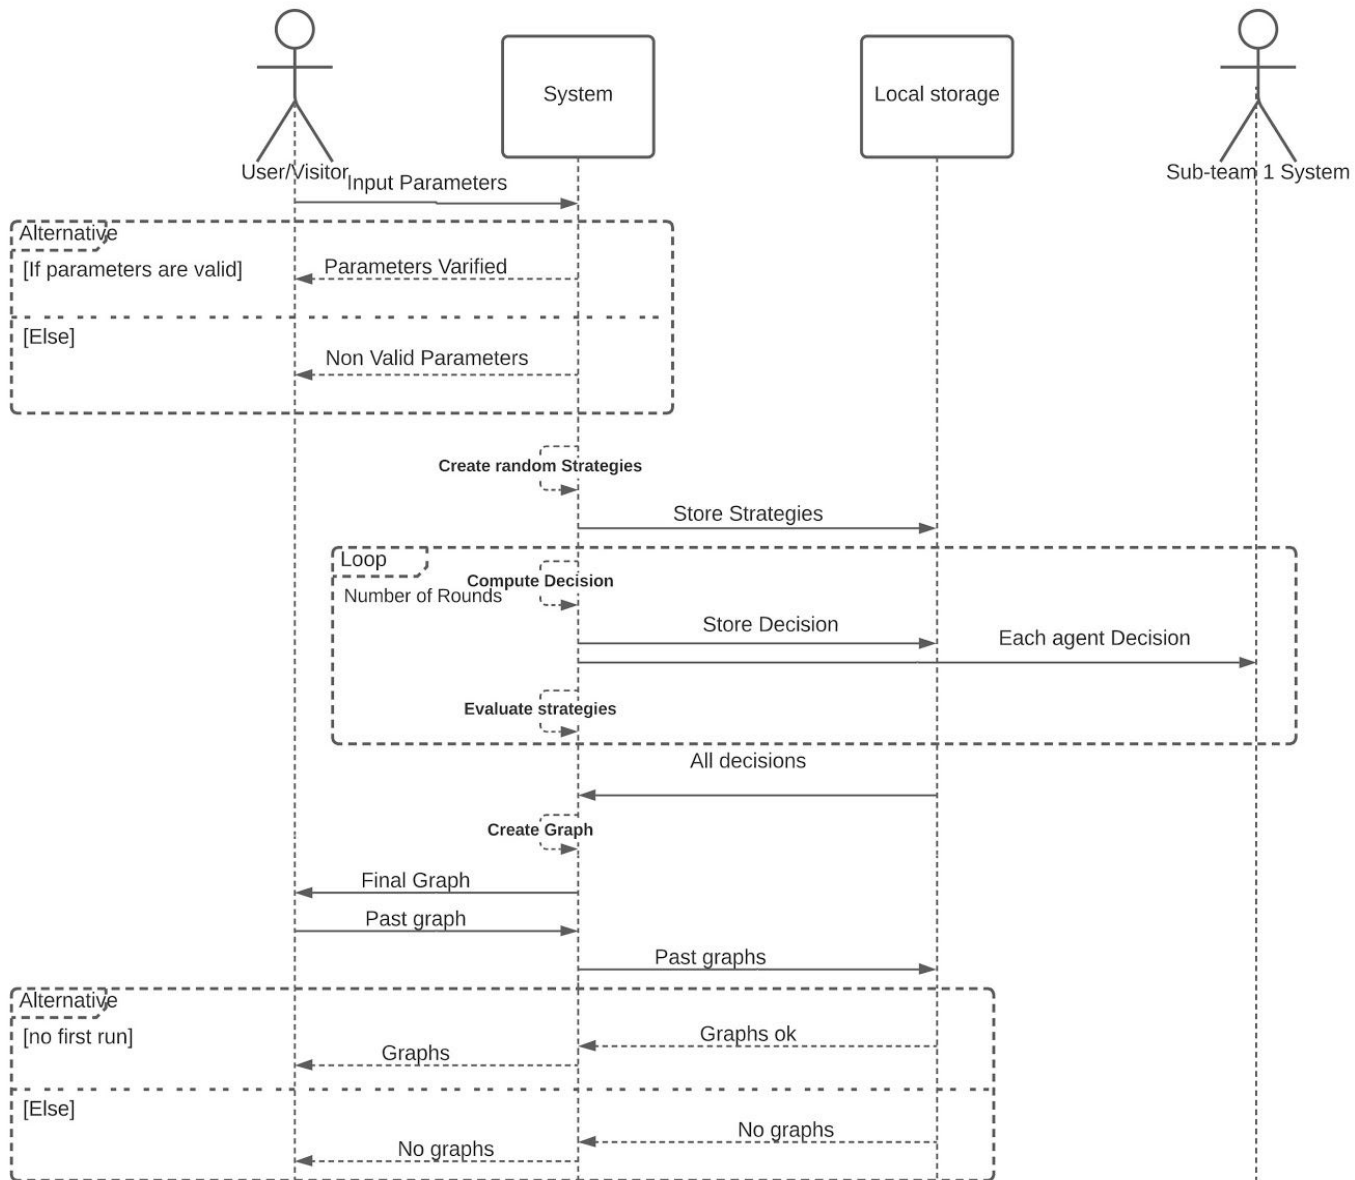 System
Local storage
User/Visitor
Sub-team 1 System
Input Parameters
Alternative
[If parameters are valid]
Parameters Varified
[Else]
Non Valid Parameters
Create random Strategies
Store Strategies
Loop
Compute Decision
Number of Rounds
Store Decision
Each agent Decision
Evaluate strategies
All decisions
Create Graph
Final Graph
Past graph
Past graphs
Alternative
[no first run]
Graphs ok
Graphs
[Else]
No graphs
No graphs